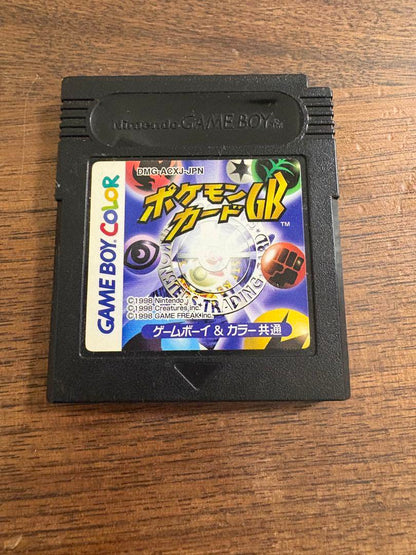 Nintendo GAME BOY
DMG-ACXJ-JPN
ポケモン
カードGB
TM
GAME BOY COLOR
MONSTERS TRADING
©1998 Nintendo
©1998 Creatures inc.
©1998 GAME FREAK inc.
ゲームボーイ & カラー共通